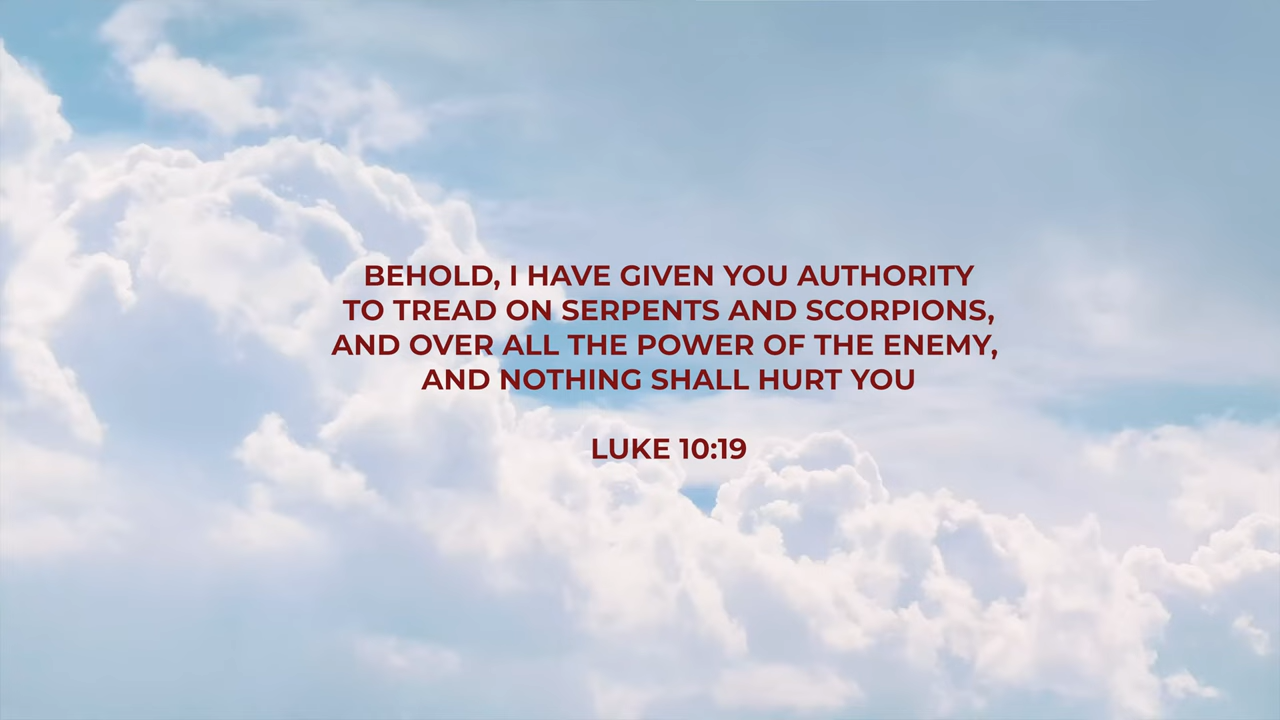 BEHOLD, I HAVE GIVEN YOU AUTHORITY
TO TREAD ON SERPENTS AND SCORPIONS,
AND OVER ALL THE POWER OF THE ENEMY,
AND NOTHING SHALL HURT YOU
LUKE 10:19